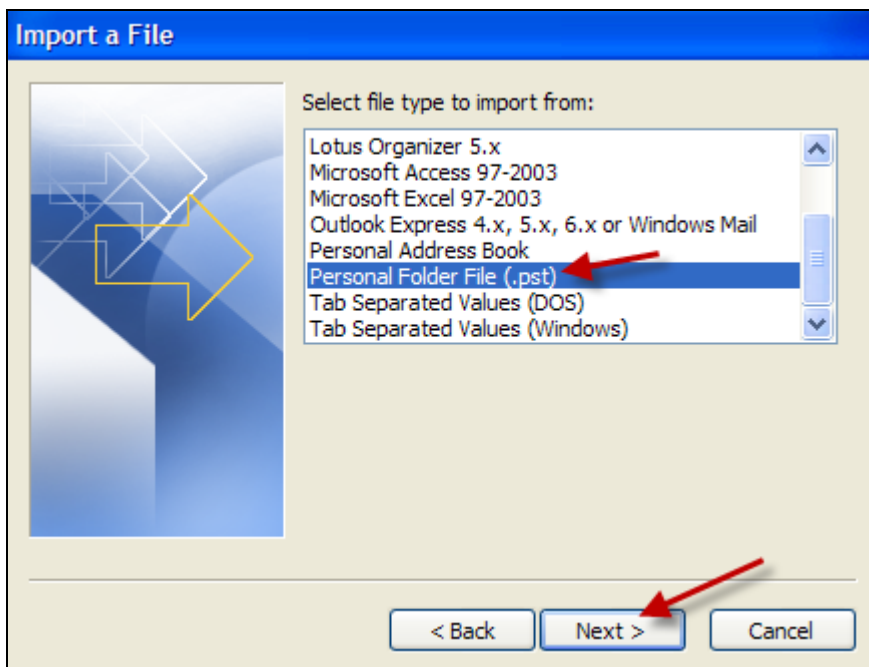 Import a File
Select file type to import from:
Lotus Organizer 5.x
Microsoft Access 97-2003
Microsoft Excel 97-2003
Outlook Express 4.x, 5.x, 6.x or Windows Mail
Personal Address Book
Personal Folder File (.pst)
Tab Separated Values (DOS)
Tab Separated Values (Windows)
< Back Next > Cancel